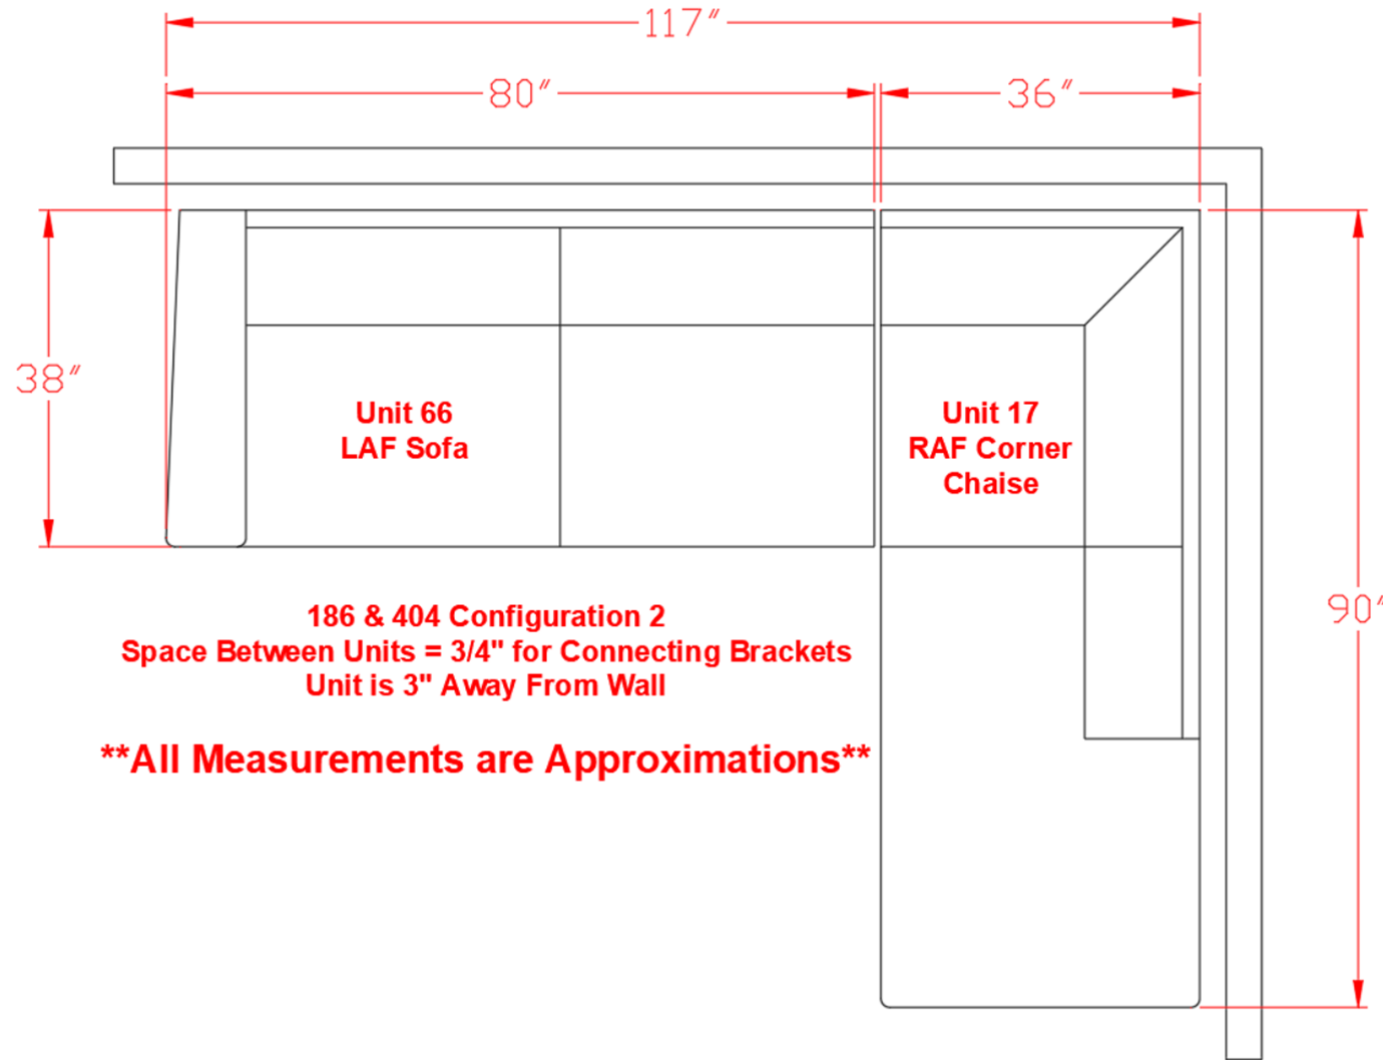 117"
80"
36"
38"
Unit 66
LAF Sofa
Unit 17
RAF Corner
Chaise
90"
186 & 404 Configuration 2
Space Between Units = 3/4" for Connecting Brackets
Unit is 3" Away From Wall
**All Measurements are Approximations**